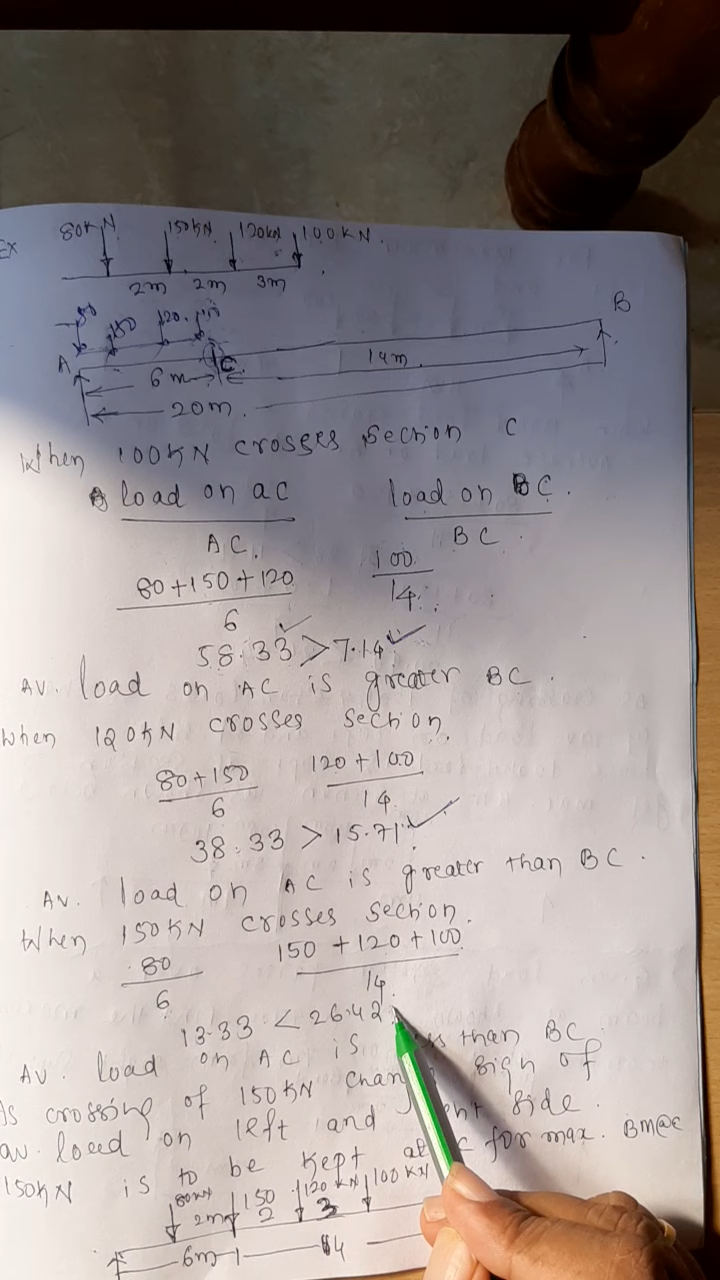 Ex 80KN 150KN 120KN 100KN.
2m 2m 3m
80 150 120. B
A C 14m.
6m
20m.
When 100KN crosses section C
load on aC load on BC.
AC. BC.
80+150+120 100
6 14.
58.33 > 7.14
AV. load on AC is greater BC.
When 120KN crosses section.
80+150 120+100
6 14.
38.33 > 15.71
AV. load on AC is greater than BC.
When 150KN crosses section.
80 150+120+100
6 14.
13.33 < 26.42
AV. load on AC is than BC
As crossing of 150KN sign of
av. load on left and side.
150KN is to be kept at C for max. BM@C
80KN 150 120KN 100KN
2m 2 3
6m 14